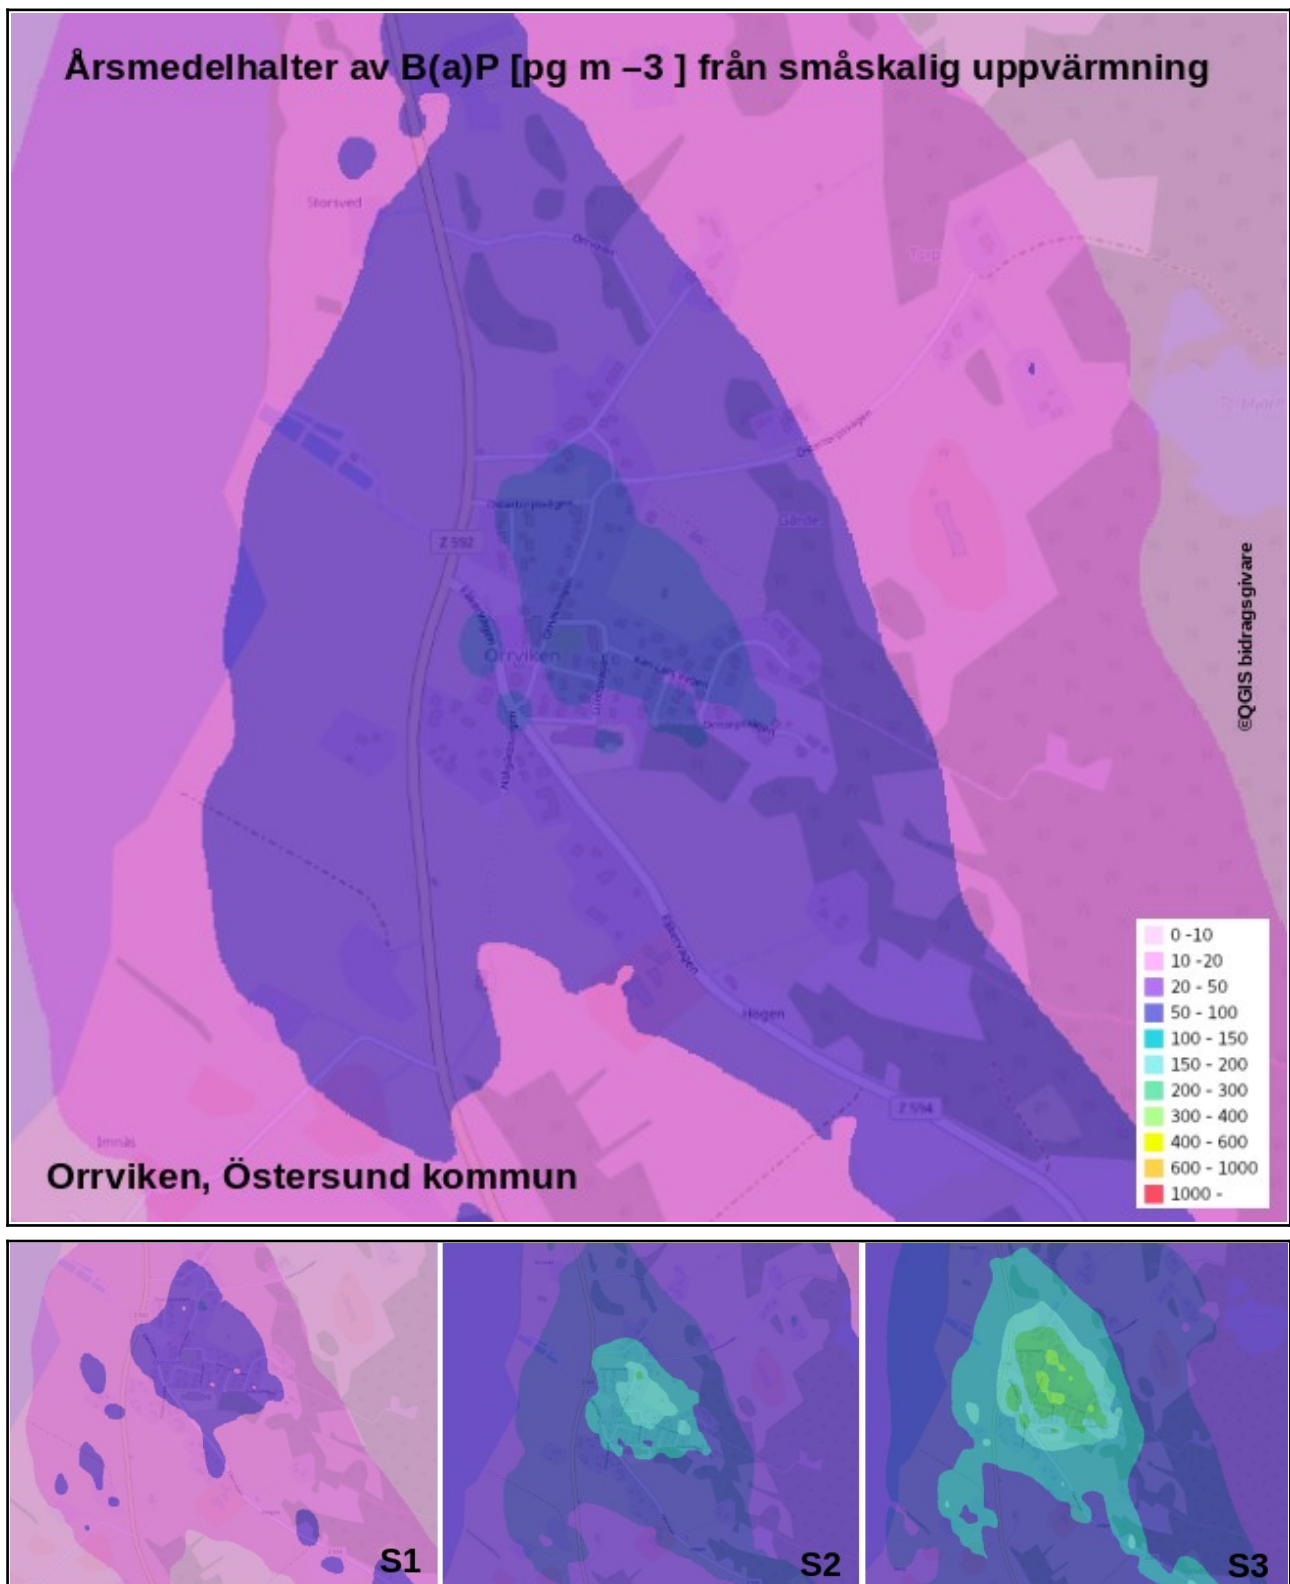 Årsmedelhalter av B(a)P [pg m –3 ] från småskalig uppvärmning
Storsved
Torp
Gärde
Z 592
Orrviken
©QGIS bidragsgivare
Högen
Z 594
Imnäs
Orrviken, Östersund kommun
0 -10
10 -20
20 - 50
50 - 100
100 - 150
150 - 200
200 - 300
300 - 400
400 - 600
600 - 1000
1000 -
S1
S2
S3